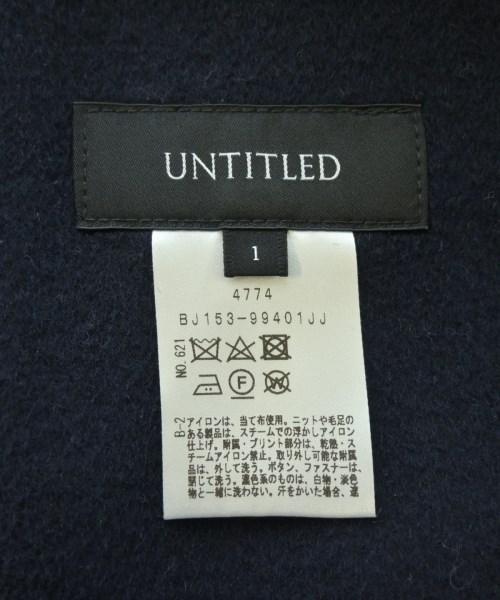 UNTITLED
1
4774
BJ153-99401JJ
NO.621
F
W
B-2
アイロンは、当て布使用。ニットや毛足の
ある製品は、スチームでの浮かしアイロン
仕上げ。附属・プリント部分は、乾熱・ス
チームアイロン禁止。取り外し可能な附属
品は、外して洗う。ボタン、ファスナーは、
閉じて洗う。濃色系のものは、白物・淡色
物と一緒に洗わない。汗をかいた場合、速